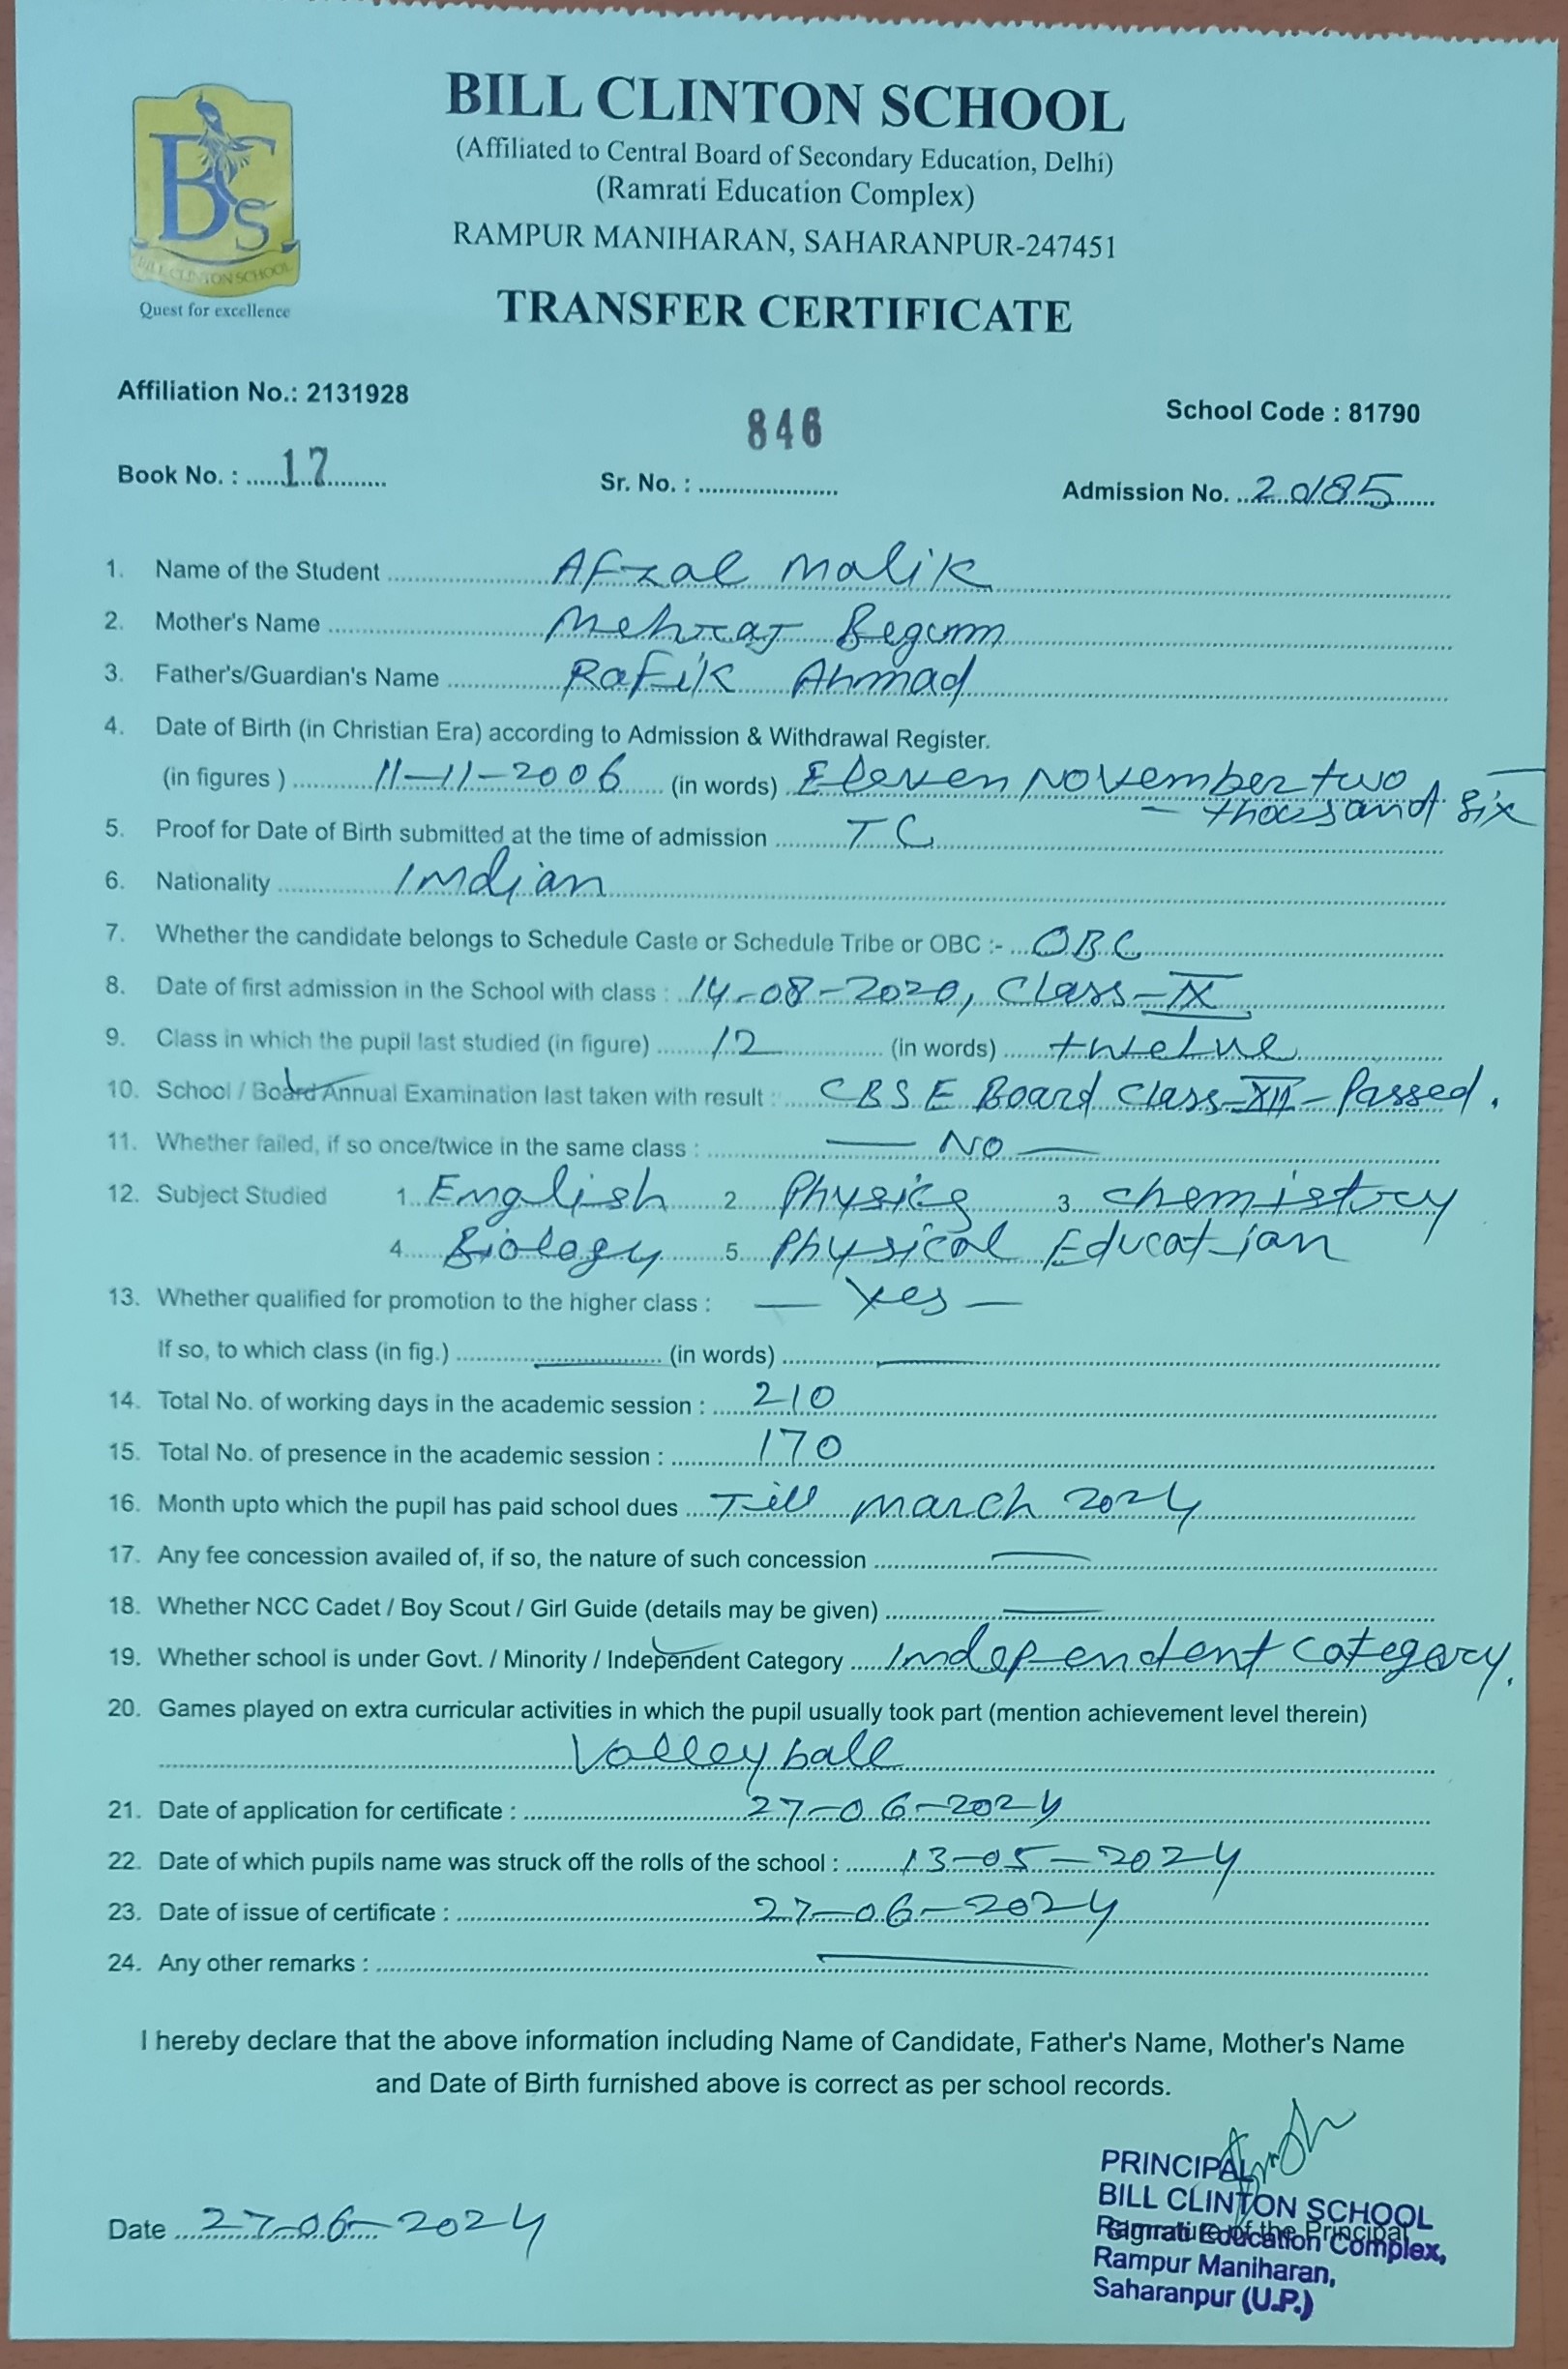 BILL CLINTON SCHOOL
(Affiliated to Central Board of Secondary Education, Delhi)
(Ramrati Education Complex)
RAMPUR MANIHARAN, SAHARANPUR-247451
BCS
BILL CLINTON SCHOOL
Quest for excellence
TRANSFER CERTIFICATE
Affiliation No.: 2131928
School Code : 81790
Book No. : 17 Sr. No. : 846 Admission No. 20185
1. Name of the Student Afzal Malik
2. Mother's Name Mehraj Begum
3. Father's/Guardian's Name Rafik Ahmad
4. Date of Birth (in Christian Era) according to Admission & Withdrawal Register.
(in figures ) 11-11-2006 (in words) Eleven November two -
- thousand six
5. Proof for Date of Birth submitted at the time of admission TC
6. Nationality Indian
7. Whether the candidate belongs to Schedule Caste or Schedule Tribe or OBC :- OBC
8. Date of first admission in the School with class : 14-08-2020, Class-IX
9. Class in which the pupil last studied (in figure) 12 (in words) twelve
10. School / Board Annual Examination last taken with result : CBSE Board Class-XII-Passed.
11. Whether failed, if so once/twice in the same class : — No —
12. Subject Studied 1. English 2. Physics 3. chemistry
4. Biology 5. Physical Education
13. Whether qualified for promotion to the higher class : — Yes —
If so, to which class (in fig.) — (in words) —
14. Total No. of working days in the academic session : 210
15. Total No. of presence in the academic session : 170
16. Month upto which the pupil has paid school dues Till march 2024
17. Any fee concession availed of, if so, the nature of such concession —
18. Whether NCC Cadet / Boy Scout / Girl Guide (details may be given) —
19. Whether school is under Govt. / Minority / Independent Category Independent category.
20. Games played on extra curricular activities in which the pupil usually took part (mention achievement level therein)
Volleyball
21. Date of application for certificate : 27-06-2024
22. Date of which pupils name was struck off the rolls of the school : 13-05-2024
23. Date of issue of certificate : 27-06-2024
24. Any other remarks : —
I hereby declare that the above information including Name of Candidate, Father's Name, Mother's Name
and Date of Birth furnished above is correct as per school records.
PRINCIPAL
BILL CLINTON SCHOOL
Signature of the Principal
Ramrati Education Complex,
Rampur Maniharan,
Saharanpur (U.P.)
Date 27-06-2024